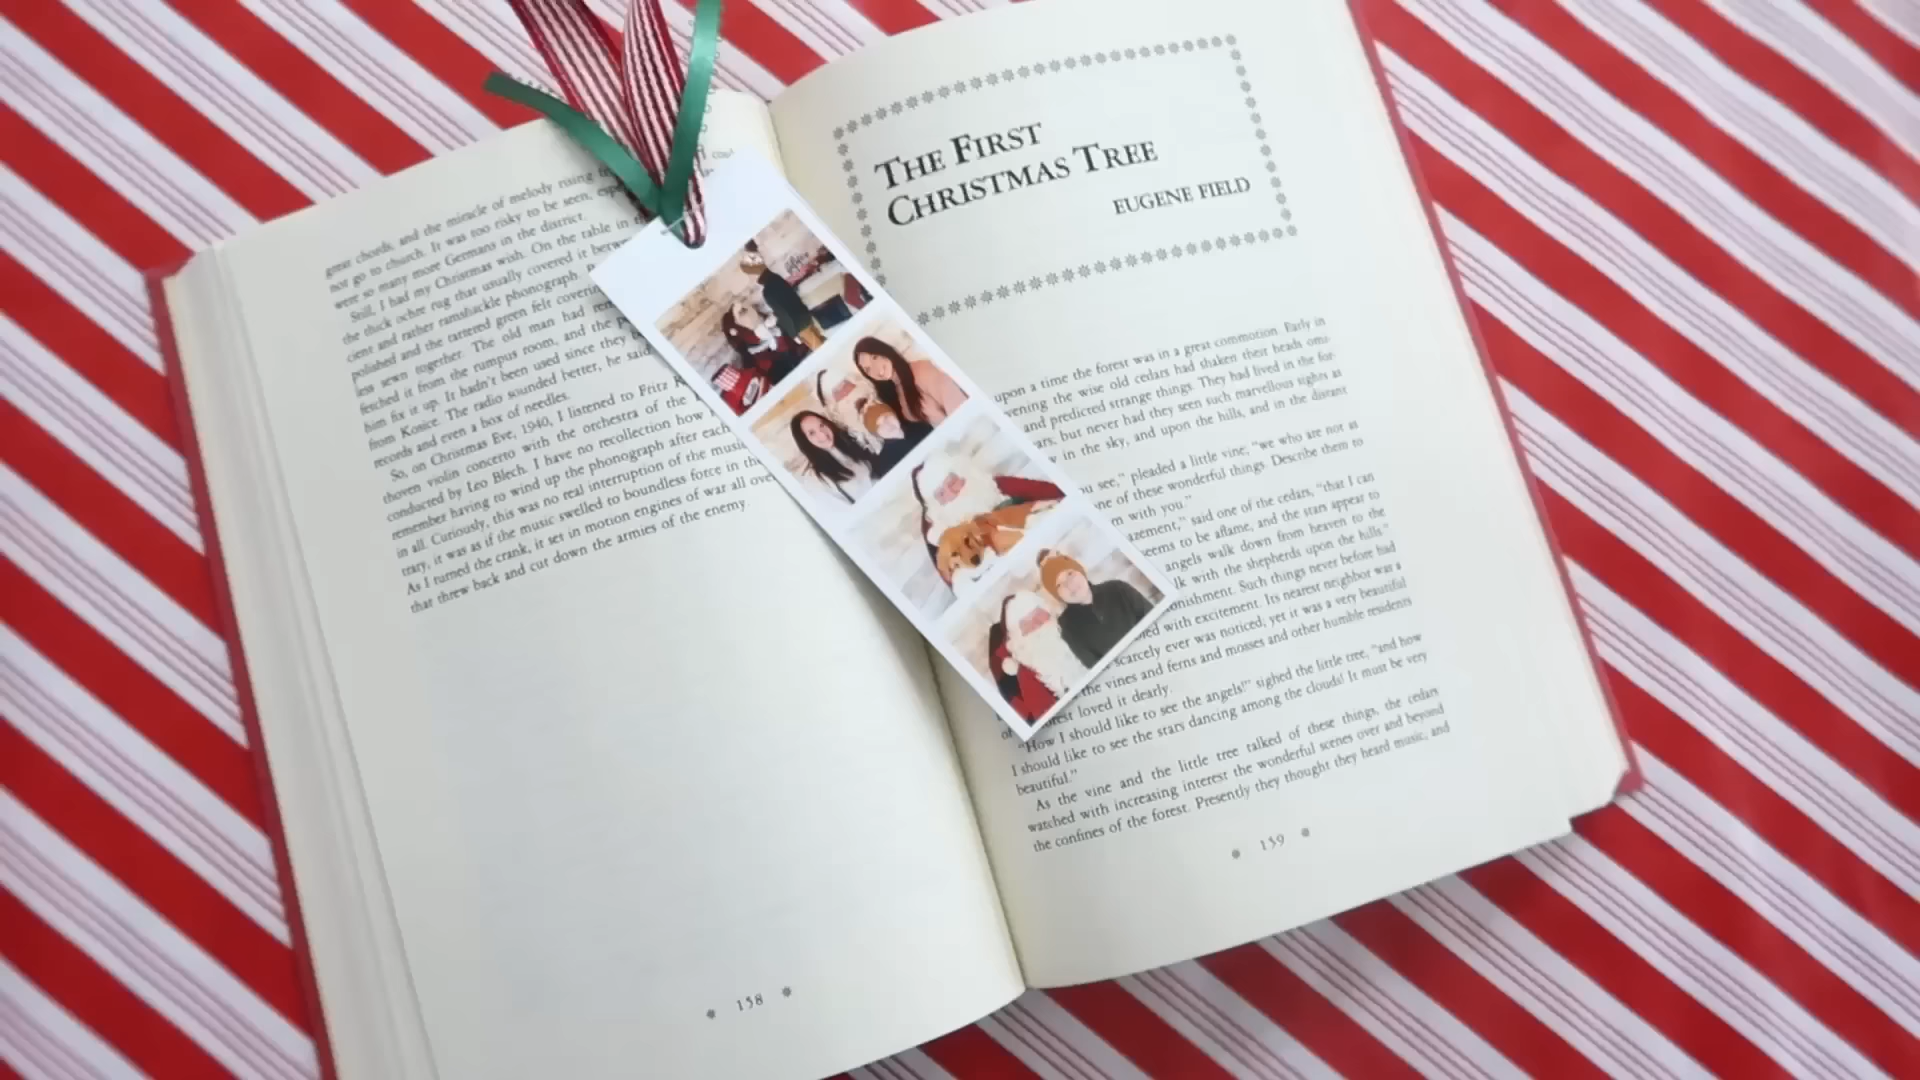 great chords, and the miracle of melody rising
not go to church. It was too risky to be seen,
were so many more Germans in the district.
Still, I had my Christmas wish. On the table in
the thick ochre rug that usually covered it
cient and rather ramshackle phonograph.
polished and the tattered green felt
less sewn together. The old man had
fetched it from the rumpus room, and the
him fix it up. It hadn't been used since they
from Kosice. The radio sounded better, he said
records and even a box of needles.
So, on Christmas Eve, 1940, I listened to Fritz
thoven violin concerto with the orchestra of the
conducted by Leo Blech. I have no recollection how
remember having to wind up the phonograph after each
in all. Curiously, this was no real interruption of the
trary, it was as if the music swelled to boundless force in the
As I turned the crank, it set in motion engines of war all over
that threw back and cut down the armies of the enemy.
158
THE FIRST
CHRISTMAS TREE
EUGENE FIELD
upon a time the forest was in a great commotion. Early in
evening the wise old cedars had shaken their heads omi-
and predicted strange things. They had lived in the for-
but never had they seen such marvellous sights as
in the sky, and upon the hills, and in the distant
see," pleaded a little vine; "we who are not as
one of these wonderful things. Describe them to
with you."
said one of the cedars, "that I can
seems to be aflame, and the stars appear to
angels walk down from heaven to the
with the shepherds upon the hills."
Such things never before had
with excitement. Its nearest neighbor was a
scarcely ever was noticed; yet it was a very beautiful
the vines and ferns and mosses and other humble residents
loved it dearly.
"How I should like to see the angels!" sighed the little tree, "and how
I should like to see the stars dancing among the clouds! It must be very
beautiful."
As the vine and the little tree talked of these things, the cedars
watched with increasing interest the wonderful scenes over and beyond
the confines of the forest. Presently they thought they heard music, and
159